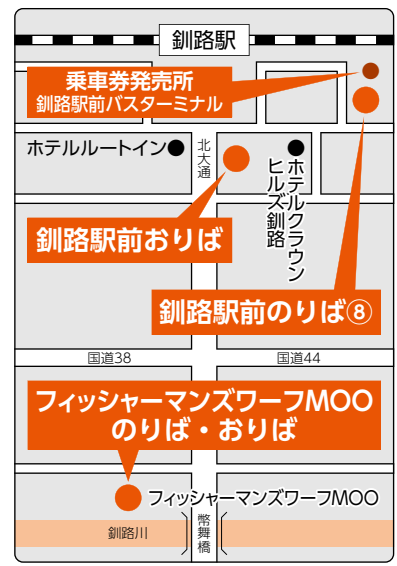 釧路駅
乗車券発売所
釧路駅前バスターミナル
ホテルルートイン
北大通
ホテルクラウン
ヒルズ釧路
釧路駅前おりば
釧路駅前のりば⑧
国道38
国道44
フィッシャーマンズワーフMOO
のりば・おりば
フィッシャーマンズワーフMOO
釧路川
幣舞橋